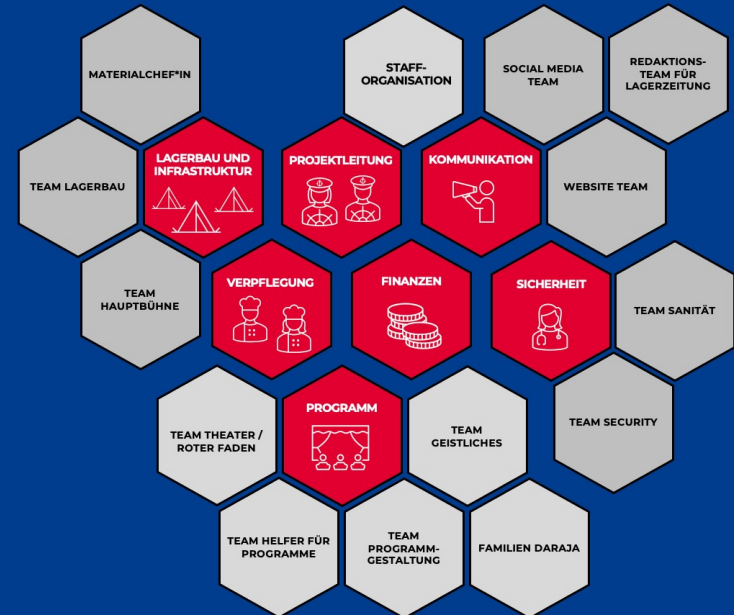 MATERIALCHEF*IN
STAFF-
ORGANISATION
SOCIAL MEDIA
TEAM
REDAKTIONS-
TEAM FÜR
LAGERZEITUNG
TEAM LAGERBAU
LAGERBAU UND
INFRASTRUKTUR
PROJEKTLEITUNG
KOMMUNIKATION
WEBSITE TEAM
TEAM
HAUPTBÜHNE
VERPFLEGUNG
FINANZEN
SICHERHEIT
TEAM SANITÄT
TEAM THEATER /
ROTER FADEN
PROGRAMM
TEAM
GEISTLICHES
TEAM SECURITY
TEAM HELFER FÜR
PROGRAMME
TEAM
PROGRAMM-
GESTALTUNG
FAMILIEN DARAJA